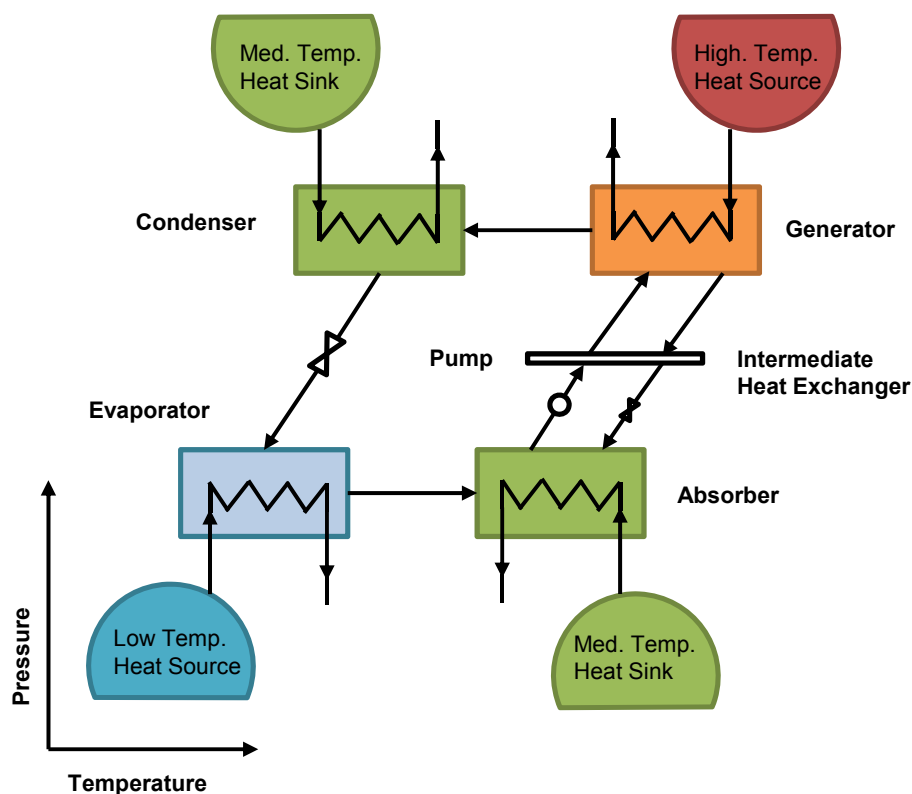 Med. Temp.
Heat Sink
High. Temp.
Heat Source
Condenser
Generator
Pump
Intermediate
Heat Exchanger
Evaporator
Absorber
Low Temp.
Heat Source
Med. Temp.
Heat Sink
Pressure
Temperature